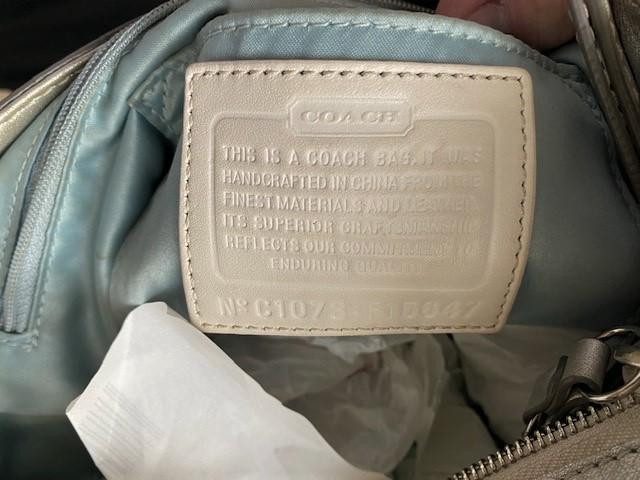 COACH
THIS IS A COACH BAG. IT WAS
HANDCRAFTED IN CHINA FROM THE
FINEST MATERIALS AND LEATHER.
ITS SUPERIOR CRAFTSMANSHIP
REFLECTS OUR COMMITMENT TO
ENDURING QUALITY.
Nº C1073-F15647